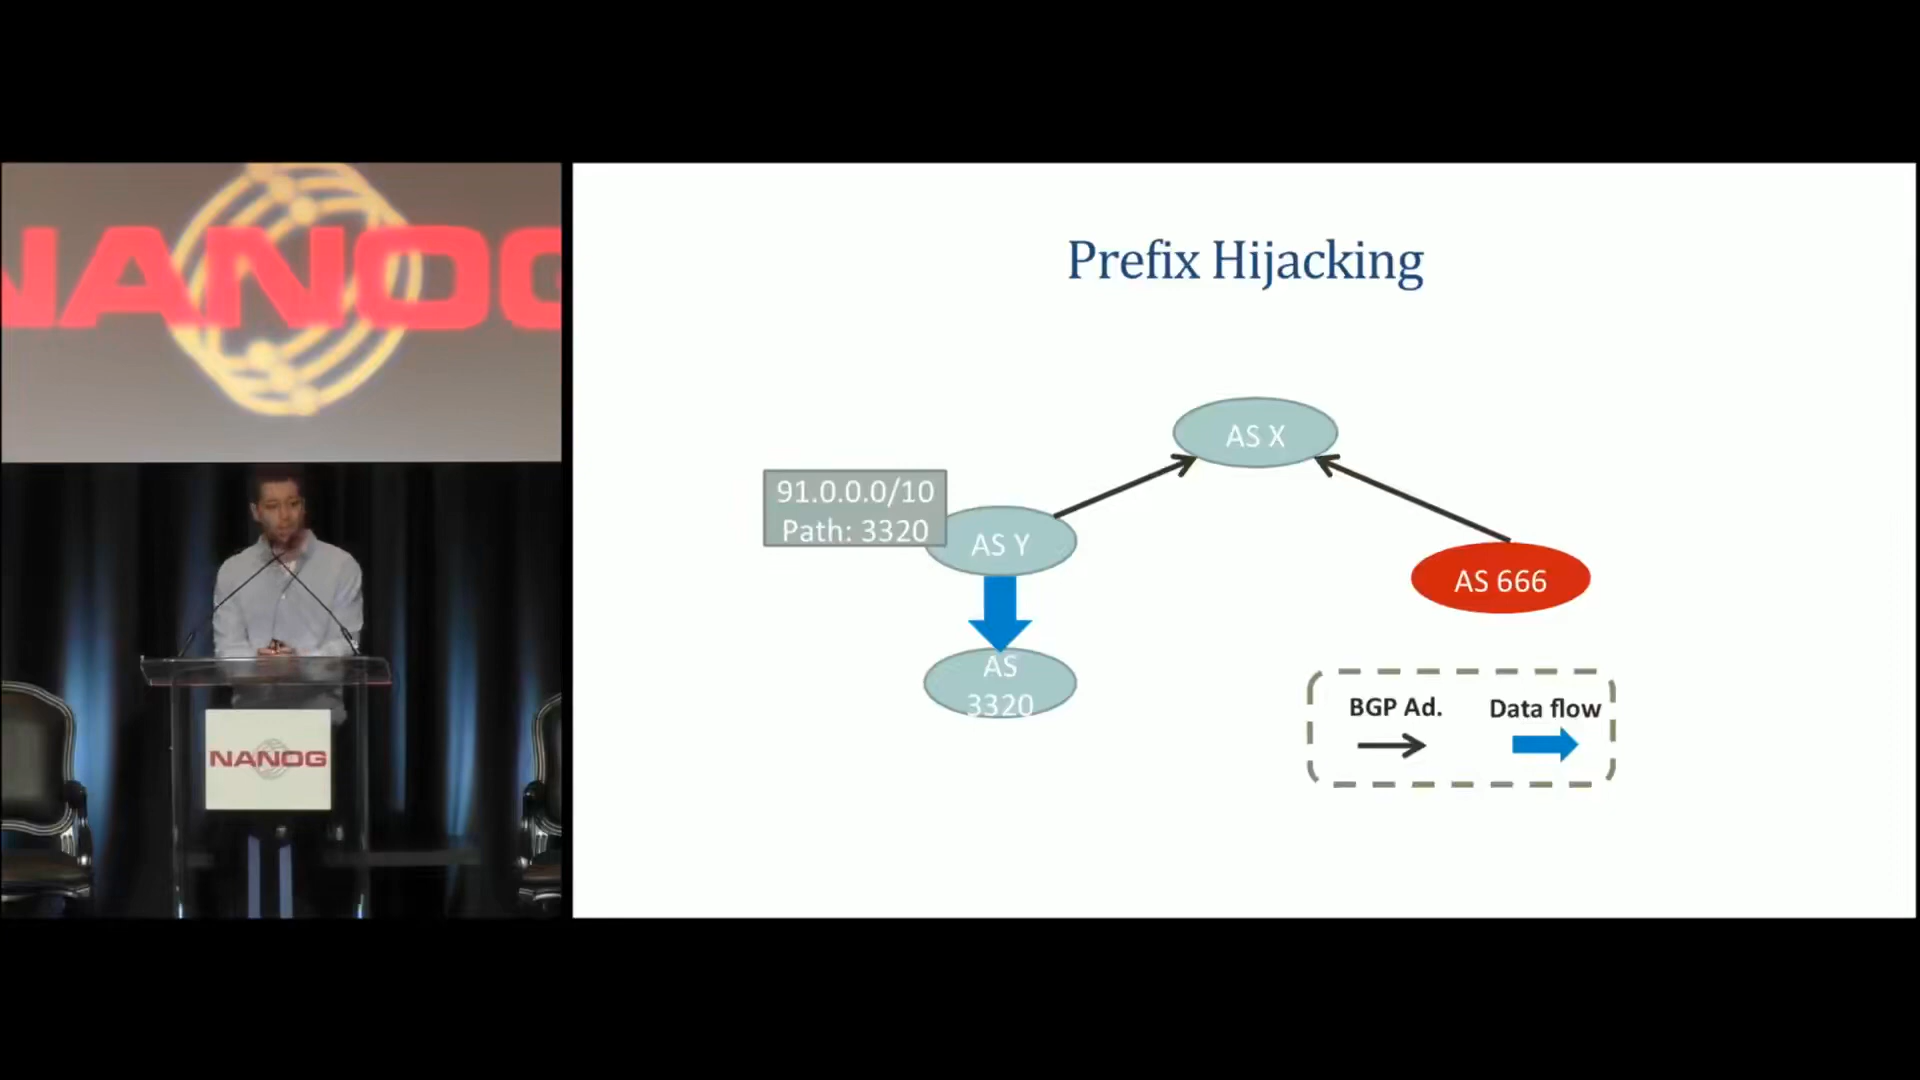 NANOG
NANOG
Prefix Hijacking
AS X
91.0.0.0/10
Path: 3320
AS Y
AS 666
AS
3320
BGP Ad.
Data flow